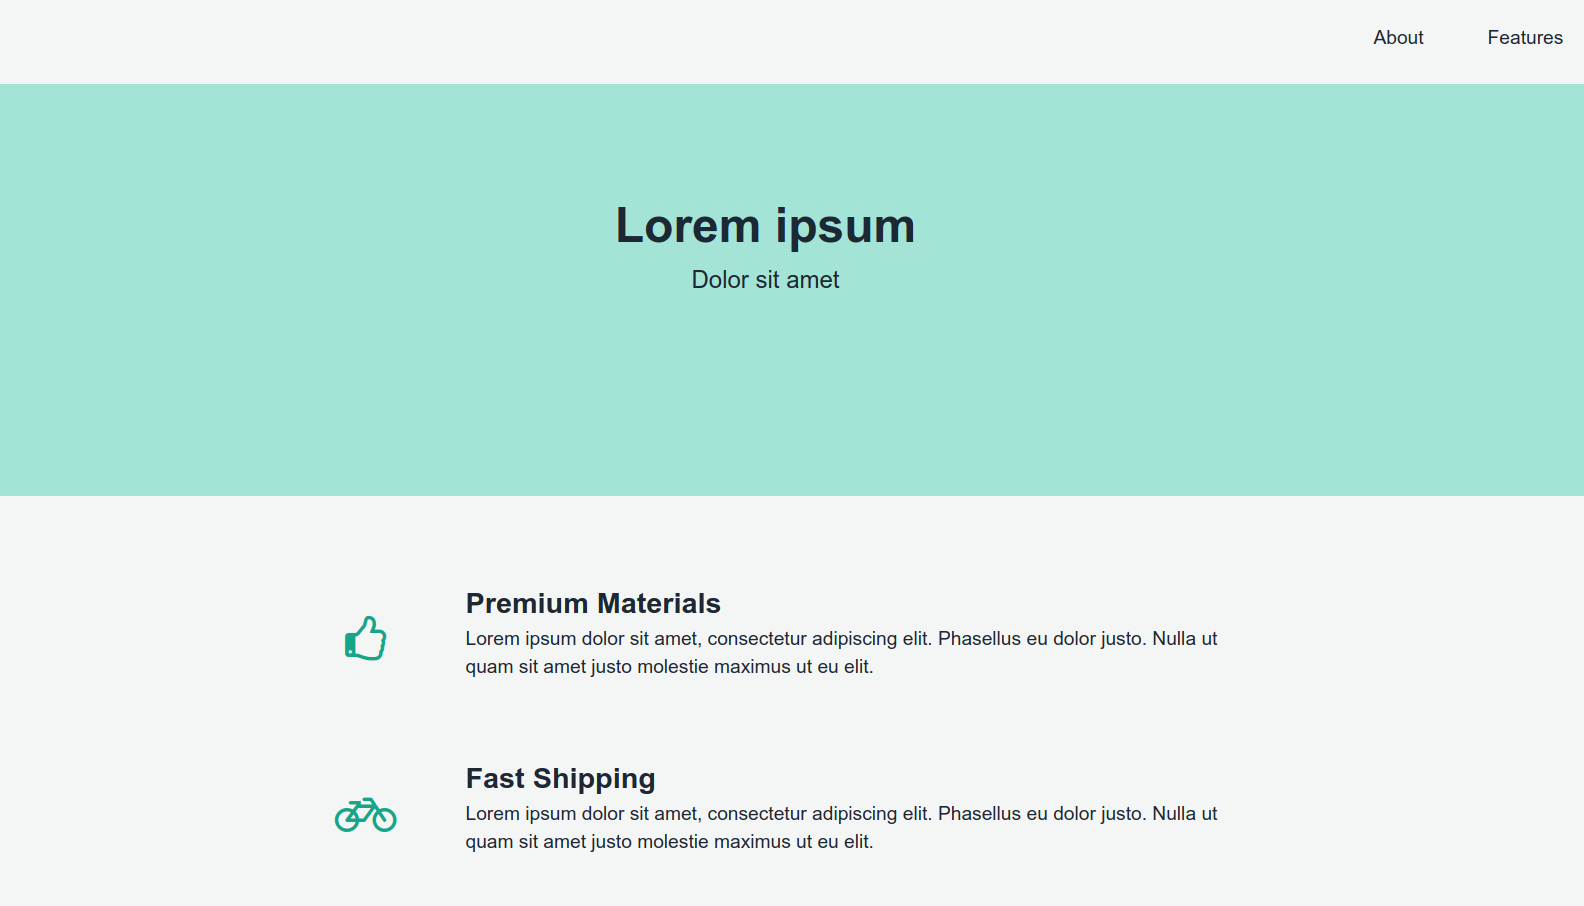 About Features
Lorem ipsum
Dolor sit amet
Premium Materials
Lorem ipsum dolor sit amet, consectetur adipiscing elit. Phasellus eu dolor justo. Nulla ut
quam sit amet justo molestie maximus ut eu elit.
Fast Shipping
Lorem ipsum dolor sit amet, consectetur adipiscing elit. Phasellus eu dolor justo. Nulla ut
quam sit amet justo molestie maximus ut eu elit.